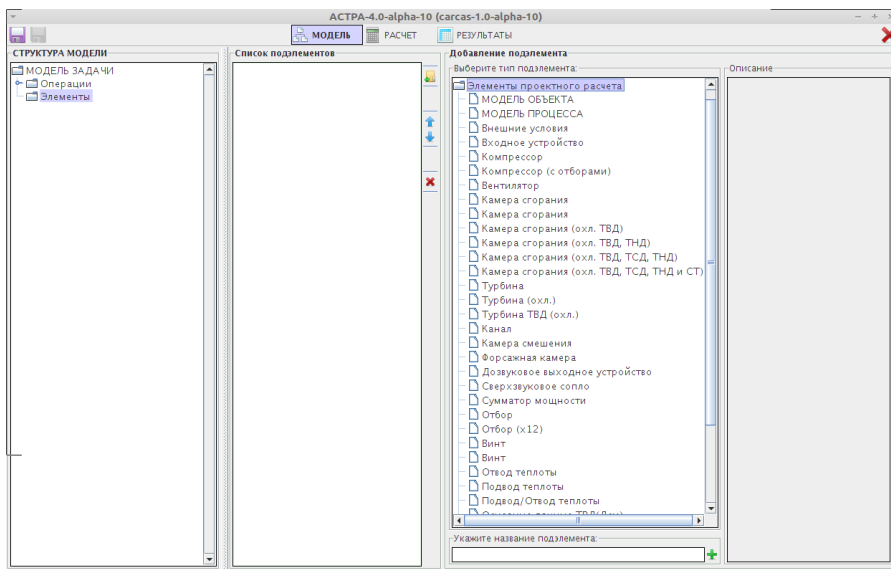 АСТРА-4.0-alpha-10 (carcas-1.0-alpha-10)
МОДЕЛЬ РАСЧЕТ РЕЗУЛЬТАТЫ
СТРУКТУРА МОДЕЛИ
МОДЕЛЬ ЗАДАЧИ
Операции
Элементы
Список подэлементов
Добавление подэлемента
Выберите тип подэлемента:
Элементы проектного расчета
МОДЕЛЬ ОБЪЕКТА
МОДЕЛЬ ПРОЦЕССА
Внешние условия
Входное устройство
Компрессор
Компрессор (с отборами)
Вентилятор
Камера сгорания
Камера сгорания
Камера сгорания (охл. ТВД)
Камера сгорания (охл. ТВД, ТНД)
Камера сгорания (охл. ТВД, ТСД, ТНД)
Камера сгорания (охл. ТВД, ТСД, ТНД и СТ)
Турбина
Турбина (охл.)
Турбина ТВД (охл.)
Канал
Камера смешения
Форсажная камера
Дозвуковое выходное устройство
Сверхзвуковое сопло
Сумматор мощности
Отбор
Отбор (х12)
Винт
Винт
Отвод теплоты
Подвод теплоты
Подвод/Отвод теплоты
Описание
Укажите название подэлемента: